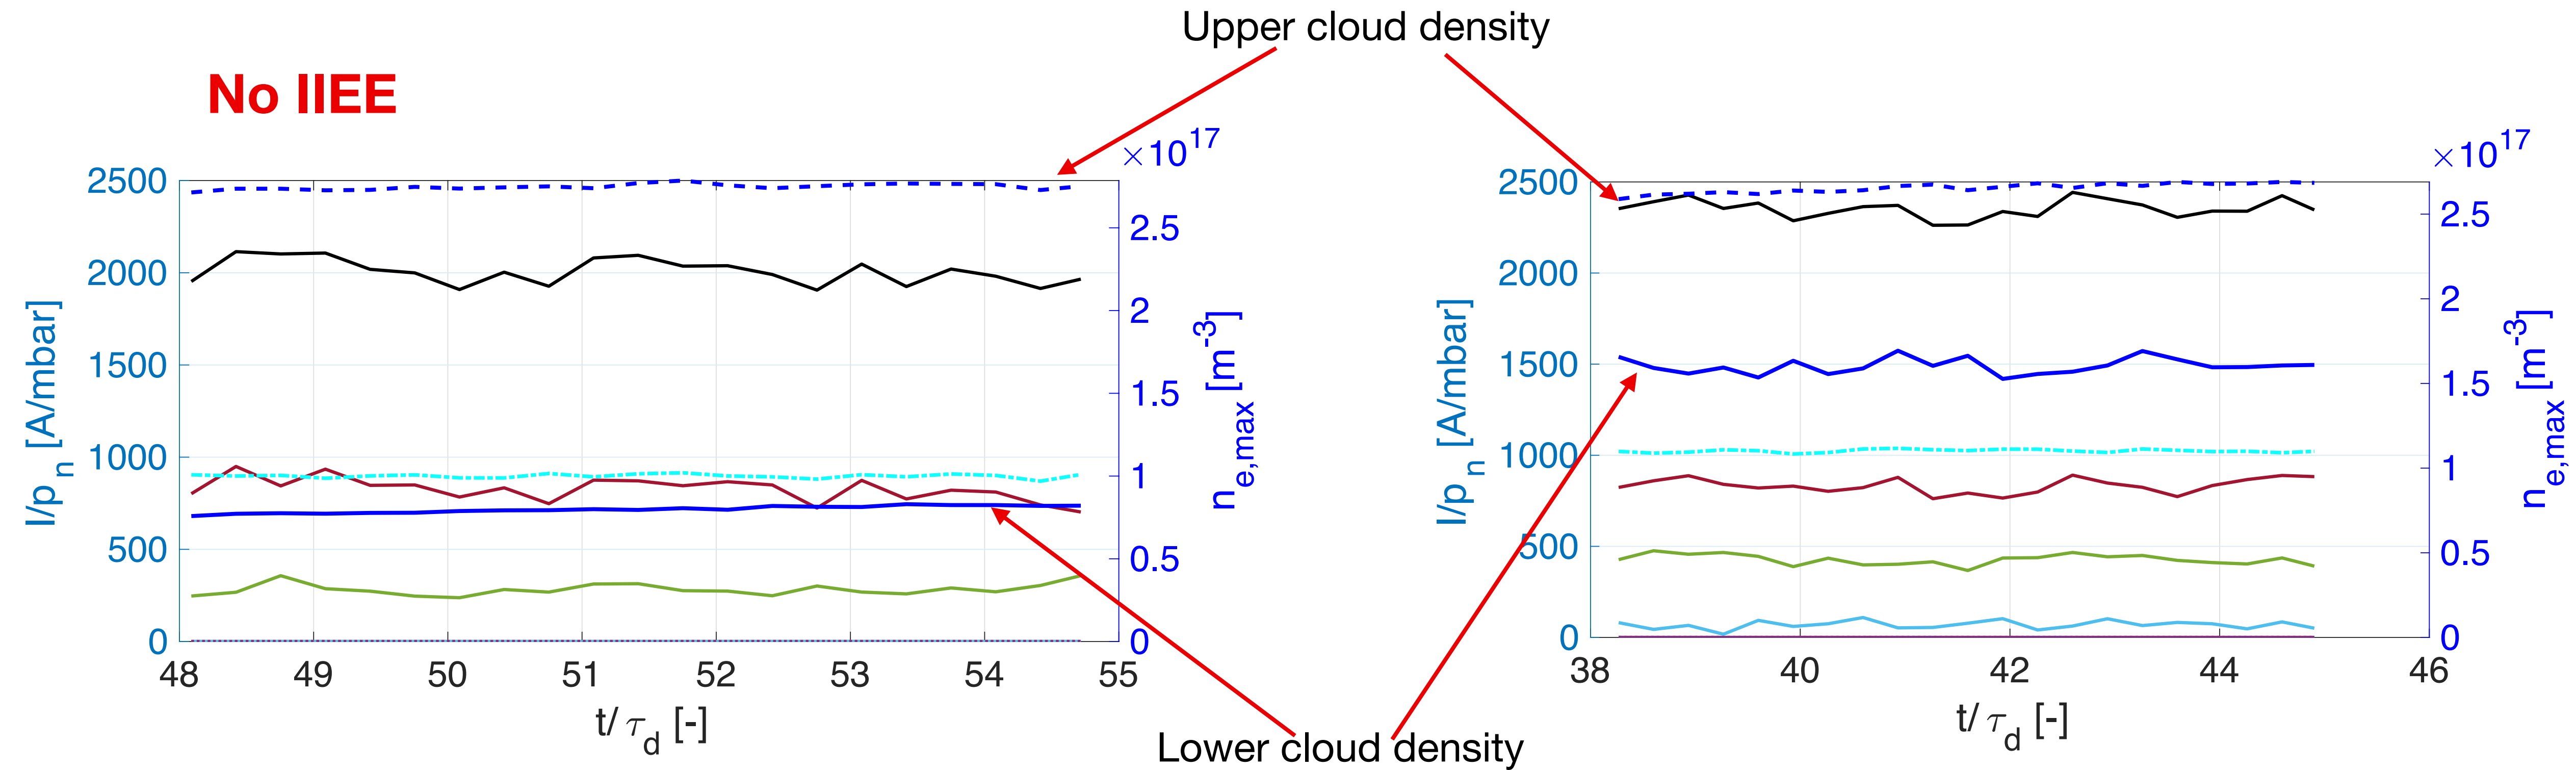 Upper cloud density
No IIEE
×10^17
2500
2000
1500
1000
500
0
2.5
2
1.5
1
0.5
0
I/p_n [A/mbar]
n_e,max [m^-3]
48 49 50 51 52 53 54 55
t/τ_d [-]
×10^17
2500
2000
1500
1000
500
0
2.5
2
1.5
1
0.5
0
I/p_n [A/mbar]
n_e,max [m^-3]
38 40 42 44 46
t/τ_d [-]
Lower cloud density